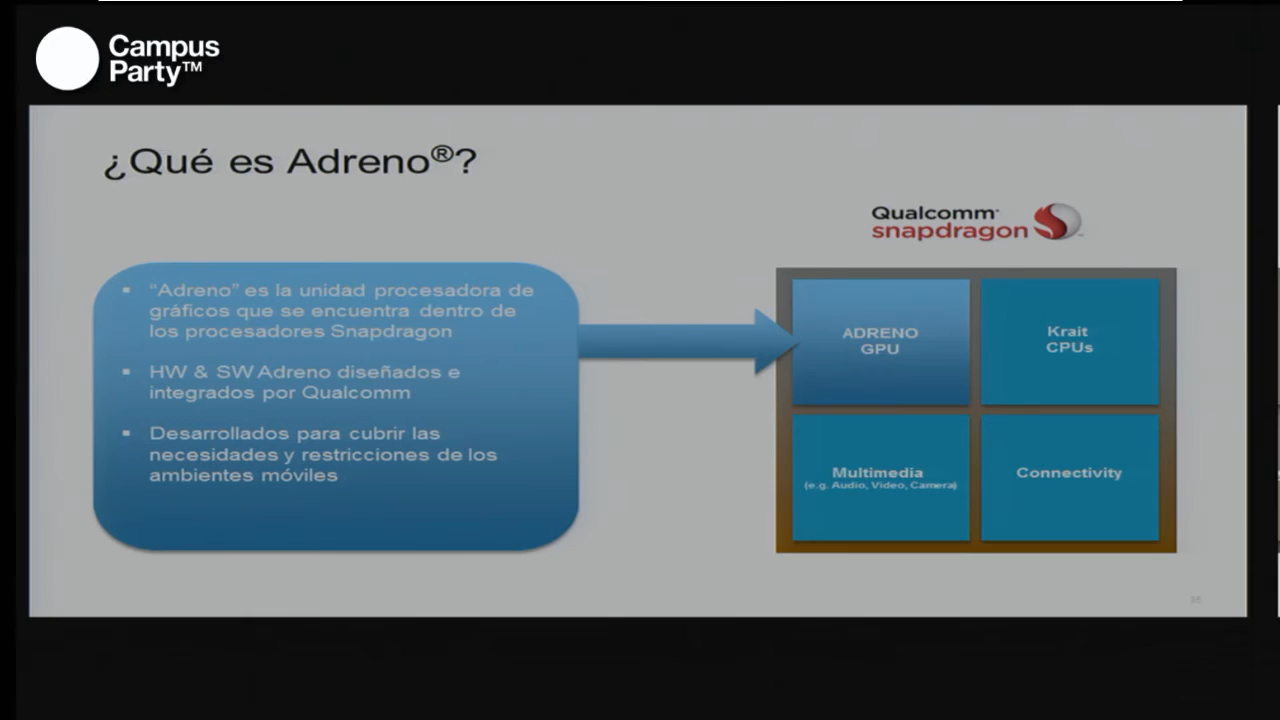 Campus
Party™
¿Qué es Adreno®?
Qualcomm
snapdragon
▪ “Adreno” es la unidad procesadora de
gráficos que se encuentra dentro de
los procesadores Snapdragon
▪ HW & SW Adreno diseñados e
integrados por Qualcomm
▪ Desarrollados para cubrir las
necesidades y restricciones de los
ambientes móviles
ADRENO
GPU
Krait
CPUs
Multimedia
(e.g. Audio, Video, Camera)
Connectivity